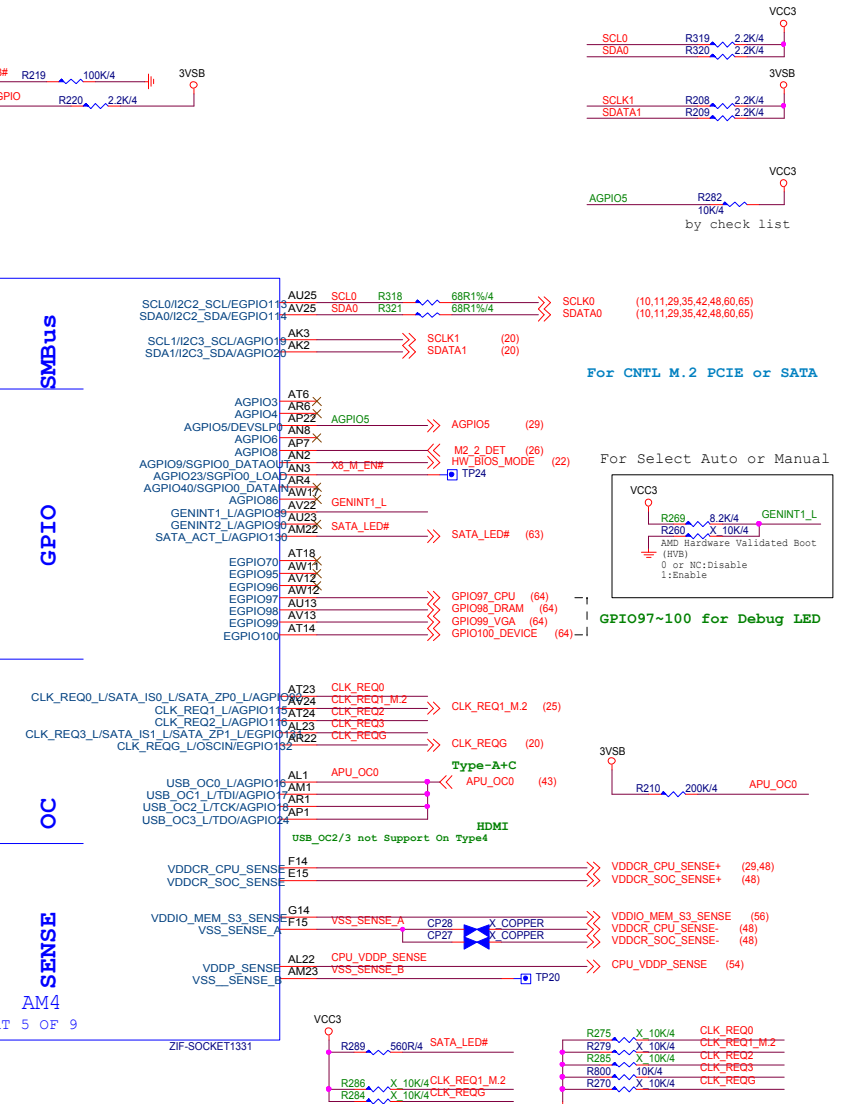 VCC3
SCL0 R319 2.2K/4
SDA0 R320 2.2K/4
# R219 100K/4 3VSB
GPIO R220 2.2K/4
3VSB
SCLK1 R208 2.2K/4
SDATA1 R209 2.2K/4
VCC3
AGPIO5 R282
10K/4
by check list
SMBus
SCL0/I2C2_SCL/EGPIO113 AU25 SCL0 R318 68R1%/4 SCLK0 (10,11,29,35,42,48,60,65)
SDA0/I2C2_SDA/EGPIO114 AV25 SDA0 R321 68R1%/4 SDATA0 (10,11,29,35,42,48,60,65)
SCL1/I2C3_SCL/AGPIO19 AK3 SCLK1 (20)
SDA1/I2C3_SDA/AGPIO20 AK2 SDATA1 (20)
For CNTL M.2 PCIE or SATA
GPIO
AGPIO3 AT6
AGPIO4 AR6
AGPIO5/DEVSLP0 AP22 AGPIO5 AGPIO5 (29)
AGPIO6 AN8
AGPIO8 AP7 M2_2_DET (26)
AGPIO9/SGPIO0_DATAOUT AN2 HW_BIOS_MODE (22)
AGPIO23/SGPIO0_LOAD AN3 X8_M_EN# TP24
AGPIO40/SGPIO0_DATAIN AR4
AGPIO86 AW17
GENINT1_L/AGPIO89 AV22 GENINT1_L
GENINT2_L/AGPIO90 AU23
SATA_ACT_L/AGPIO130 AM22 SATA_LED# SATA_LED# (63)
EGPIO70 AT18
EGPIO95 AW11
EGPIO96 AV12
EGPIO97 AW12 GPIO97_CPU (64)
EGPIO98 AU13 GPIO98_DRAM (64)
EGPIO99 AV13 GPIO99_VGA (64)
EGPIO100 AT14 GPIO100_DEVICE (64)
For Select Auto or Manual
VCC3
R269 8.2K/4 GENINT1_L
R260 X_10K/4
AMD Hardware Validated Boot
(HVB)
0 or NC:Disable
1:Enable
GPIO97~100 for Debug LED
CLK_REQ0_L/SATA_IS0_L/SATA_ZP0_L/AGPIO92 AT23 CLK_REQ0
CLK_REQ1_L/AGPIO115 AV24 CLK_REQ1_M.2 CLK_REQ1_M.2 (25)
CLK_REQ2_L/AGPIO116 AT24 CLK_REQ2
CLK_REQ3_L/SATA_IS1_L/SATA_ZP1_L/EGPIO131 AL23 CLK_REQ3
CLK_REQG_L/OSCIN/EGPIO132 AR22 CLK_REQG CLK_REQG (20)
OC
Type-A+C
USB_OC0_L/AGPIO16 AL1 APU_OC0 APU_OC0 (43)
USB_OC1_L/TDI/AGPIO17 AM1
USB_OC2_L/TCK/AGPIO18 AR1
USB_OC3_L/TDO/AGPIO24 AP1
HDMI
USB_OC2/3 not Support On Type4
3VSB
R210 200K/4 APU_OC0
SENSE
VDDCR_CPU_SENSE F14 VDDCR_CPU_SENSE+ (29,48)
VDDCR_SOC_SENSE E15 VDDCR_SOC_SENSE+ (48)
VDDIO_MEM_S3_SENSE G14 VDDIO_MEM_S3_SENSE (56)
VSS_SENSE_A F15 VSS_SENSE_A CP28 X_COPPER VDDCR_CPU_SENSE- (48)
CP27 X_COPPER VDDCR_SOC_SENSE- (48)
VDDP_SENSE AL22 CPU_VDDP_SENSE CPU_VDDP_SENSE (54)
VSS__SENSE_B AM23 VSS_SENSE_B TP20
AM4
T 5 OF 9
ZIF-SOCKET1331
VCC3
R289 560R/4 SATA_LED#
R286 X_10K/4 CLK_REQ1_M.2
R284 X_10K/4 CLK_REQG
R275 X_10K/4 CLK_REQ0
R279 X_10K/4 CLK_REQ1_M.2
R285 X_10K/4 CLK_REQ2
R800 10K/4 CLK_REQ3
R270 X_10K/4 CLK_REQG